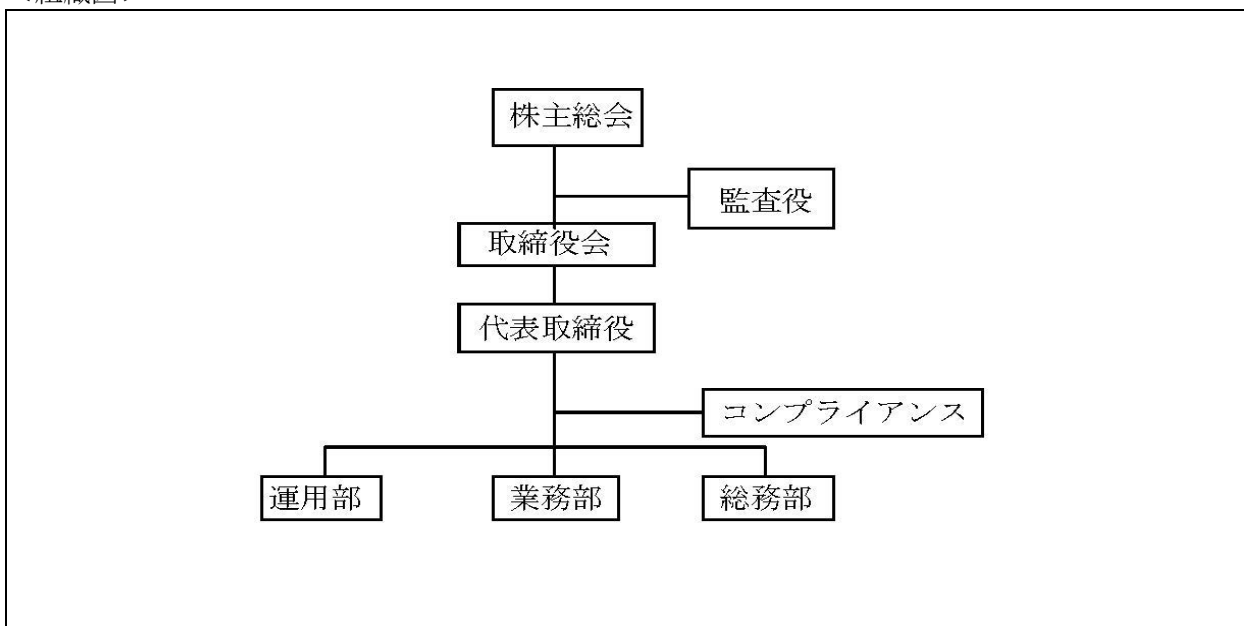 株主総会
監査役
取締役会
代表取締役
コンプライアンス
運用部
業務部
総務部